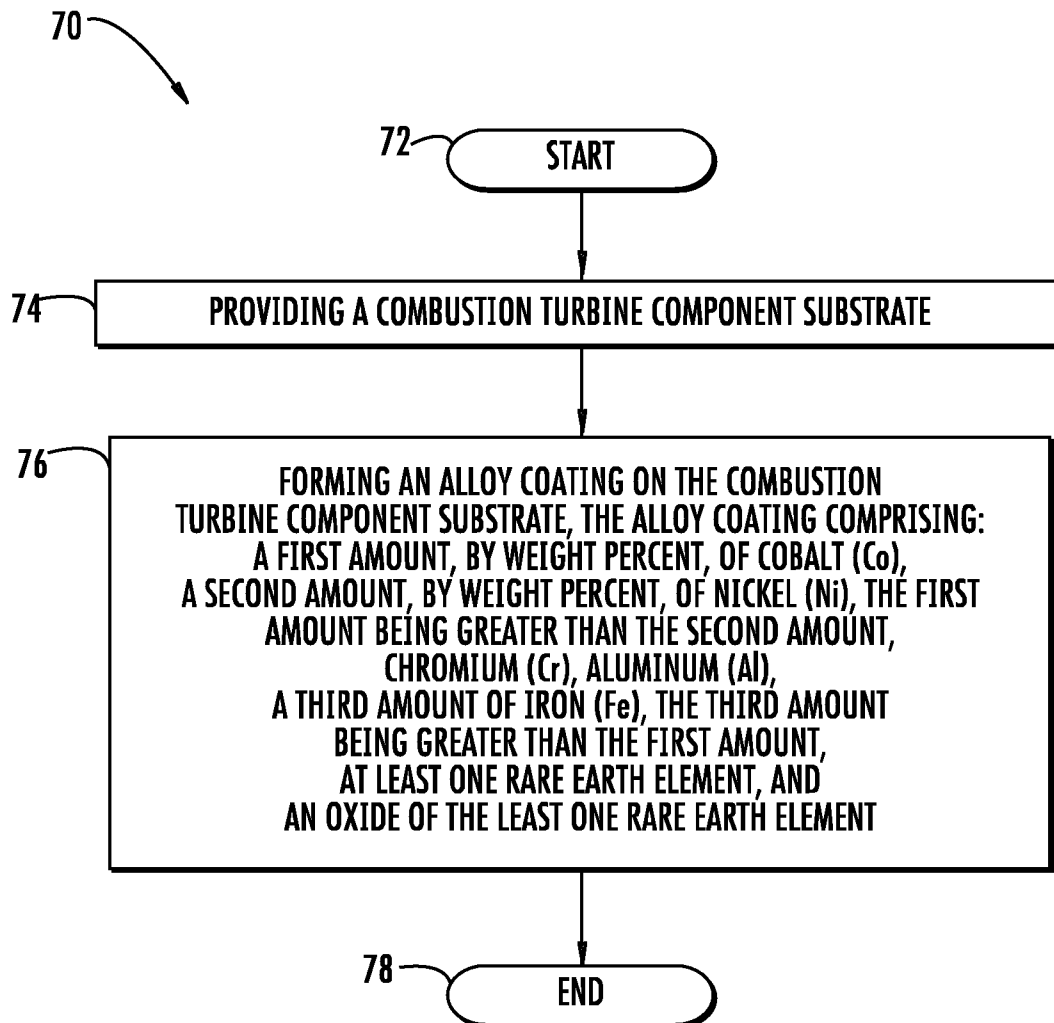 70
72
START
74
PROVIDING A COMBUSTION TURBINE COMPONENT SUBSTRATE
76
FORMING AN ALLOY COATING ON THE COMBUSTION
TURBINE COMPONENT SUBSTRATE, THE ALLOY COATING COMPRISING:
A FIRST AMOUNT, BY WEIGHT PERCENT, OF COBALT (Co),
A SECOND AMOUNT, BY WEIGHT PERCENT, OF NICKEL (Ni), THE FIRST
AMOUNT BEING GREATER THAN THE SECOND AMOUNT,
CHROMIUM (Cr), ALUMINUM (Al),
A THIRD AMOUNT OF IRON (Fe), THE THIRD AMOUNT
BEING GREATER THAN THE FIRST AMOUNT,
AT LEAST ONE RARE EARTH ELEMENT, AND
AN OXIDE OF THE LEAST ONE RARE EARTH ELEMENT
78
END